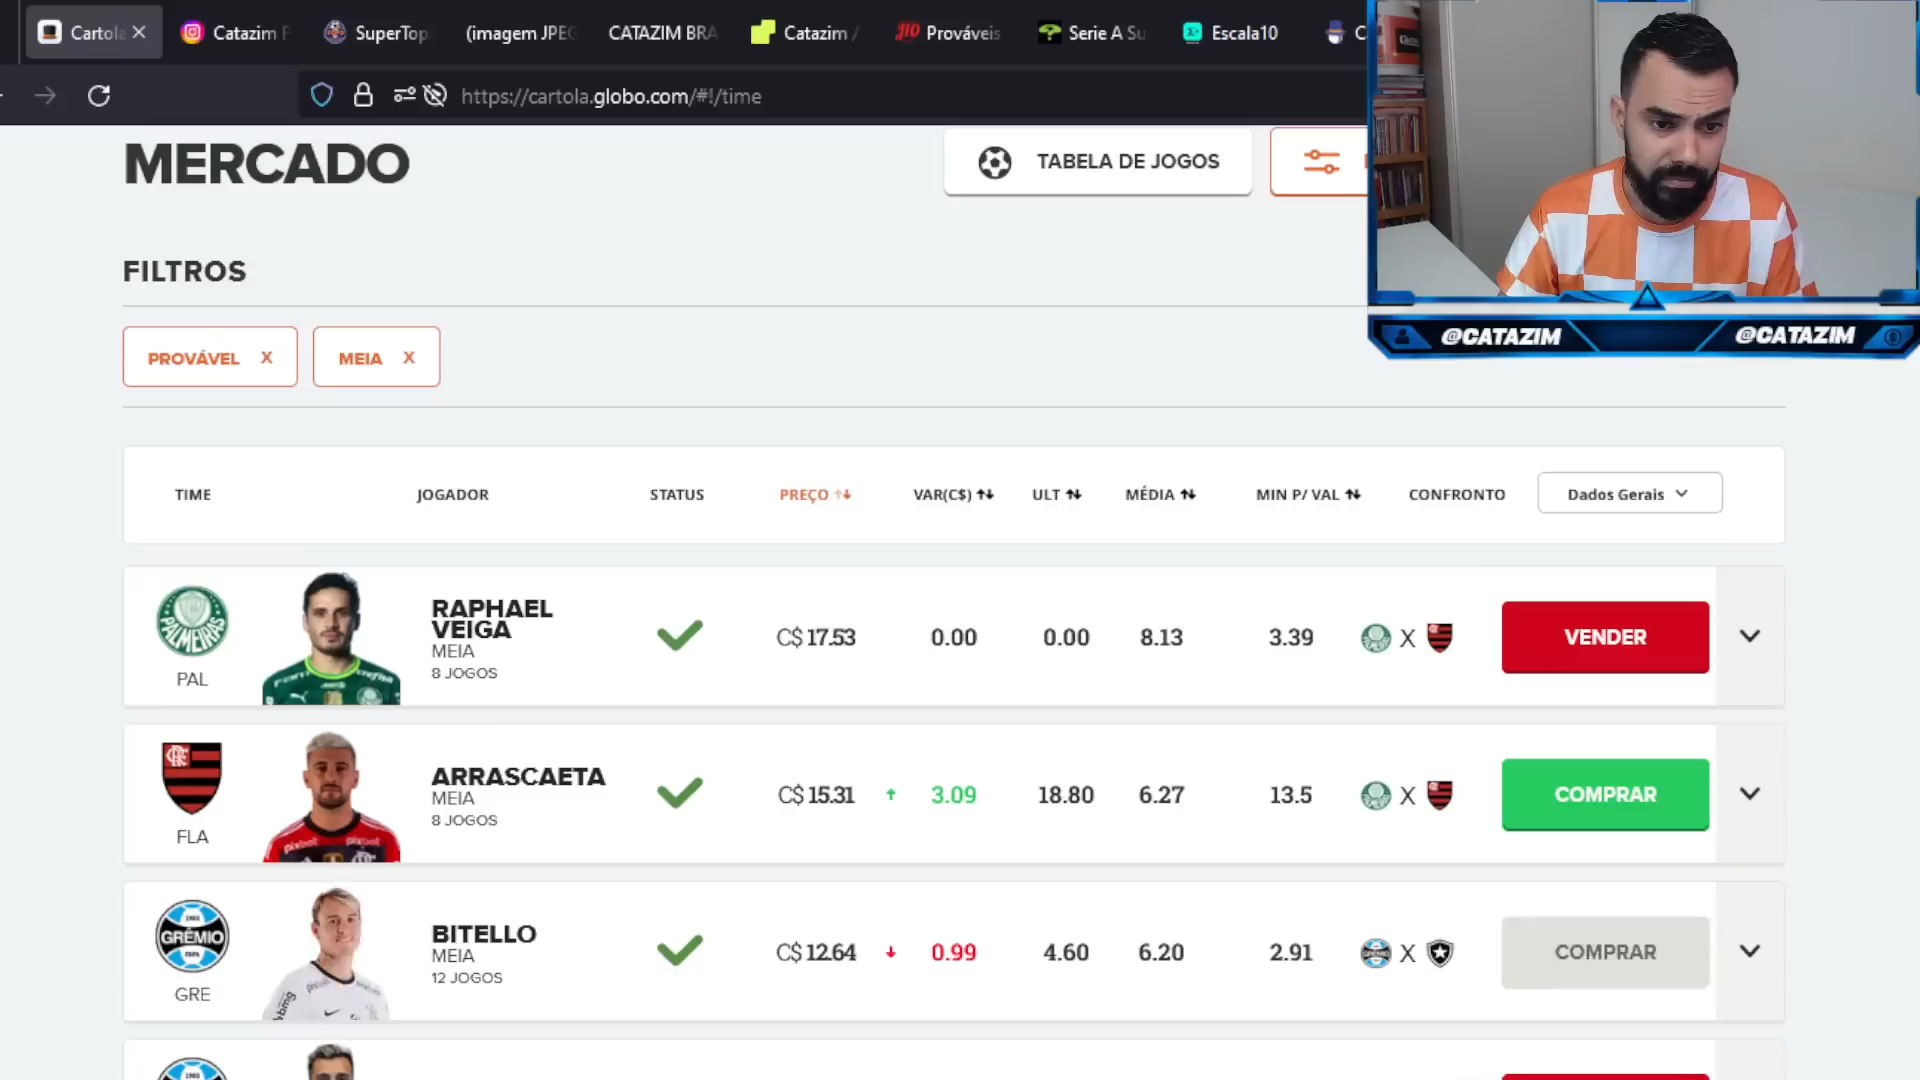 Cartola
Catazim F
SuperTop
(imagem JPEG
CATAZIM BRA
Catazim /
Prováveis
Serie A Su
Escala10
C
https://cartola.globo.com/#!/time
MERCADO
TABELA DE JOGOS
FILTROS
PROVÁVEL X
MEIA X
@CATAZIM
@CATAZIM
TIME
JOGADOR
STATUS
PREÇO
VAR(C$)
ULT
MÉDIA
MIN P/ VAL
CONFRONTO
Dados Gerais
PAL
RAPHAEL
VEIGA
MEIA
8 JOGOS
C$ 17.53
0.00
0.00
8.13
3.39
X
VENDER
FLA
ARRASCAETA
MEIA
8 JOGOS
C$ 15.31
3.09
18.80
6.27
13.5
X
COMPRAR
GRÊMIO
GRE
BITELLO
MEIA
12 JOGOS
C$ 12.64
0.99
4.60
6.20
2.91
X
COMPRAR